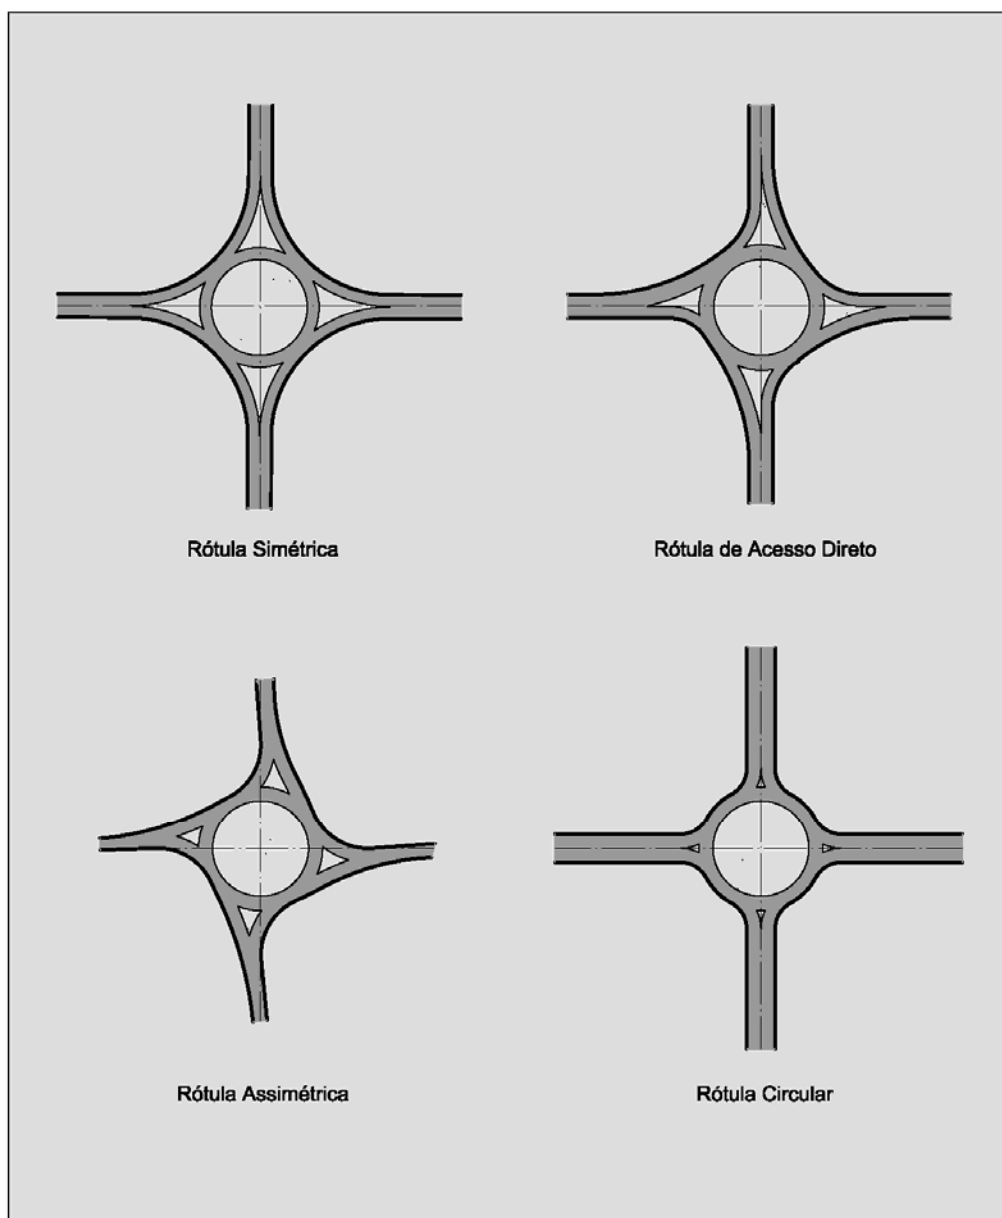 Rótula Simétrica
Rótula de Acesso Direto
Rótula Assimétrica
Rótula Circular